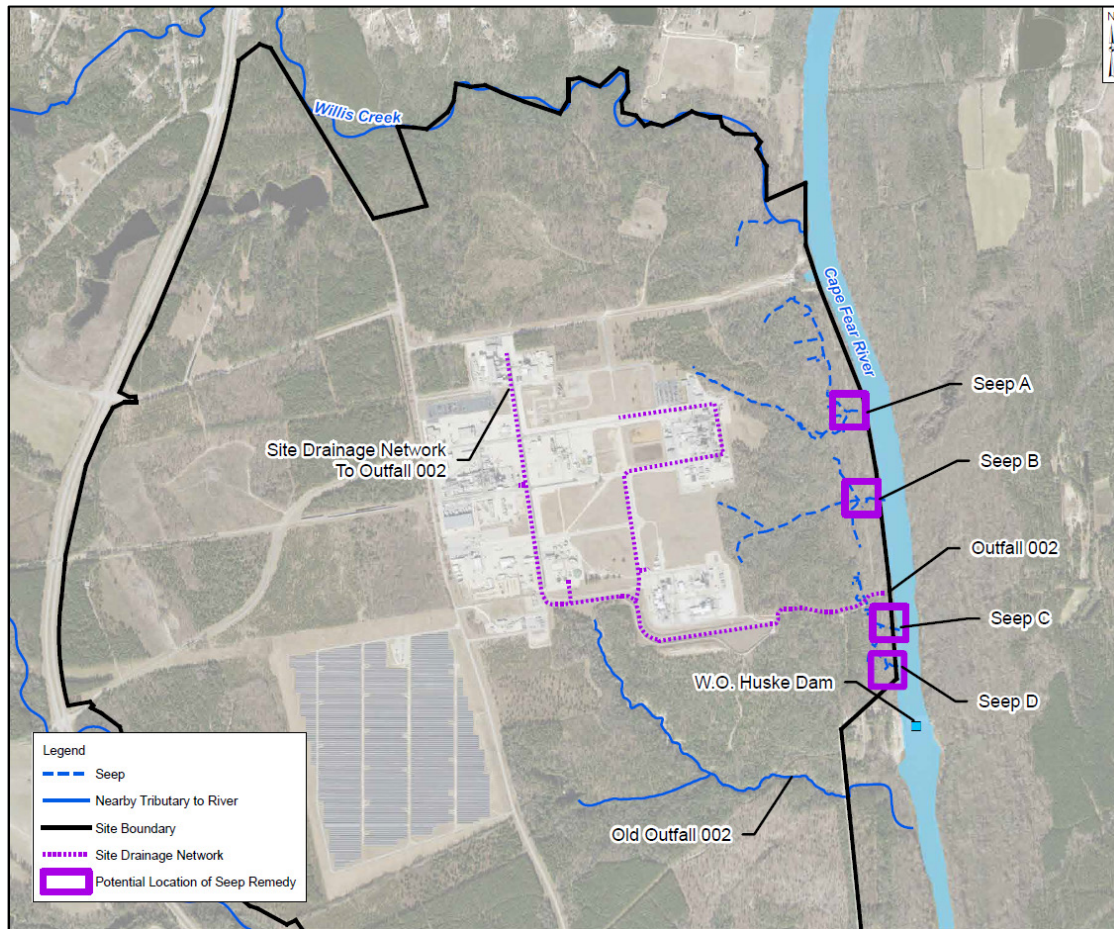 N
Willis Creek
Cape Fear River
Seep A
Site Drainage Network
To Outfall 002
Seep B
Outfall 002
Seep C
W.O. Huske Dam
Seep D
Old Outfall 002
Legend
Seep
Nearby Tributary to River
Site Boundary
Site Drainage Network
Potential Location of Seep Remedy